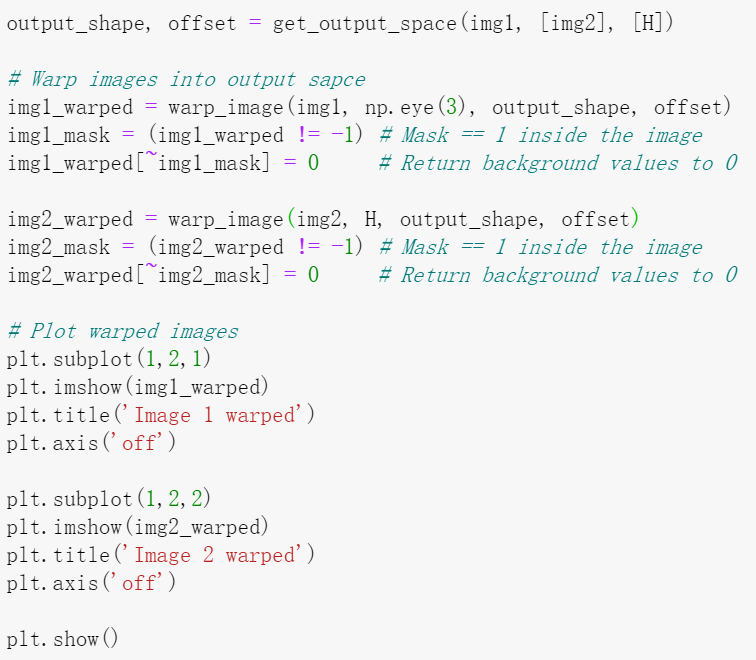 output_shape, offset = get_output_space(img1, [img2], [H])
# Warp images into output sapce
img1_warped = warp_image(img1, np.eye(3), output_shape, offset)
img1_mask = (img1_warped != -1) # Mask == 1 inside the image
img1_warped[~img1_mask] = 0     # Return background values to 0
img2_warped = warp_image(img2, H, output_shape, offset)
img2_mask = (img2_warped != -1) # Mask == 1 inside the image
img2_warped[~img2_mask] = 0     # Return background values to 0
# Plot warped images
plt.subplot(1,2,1)
plt.imshow(img1_warped)
plt.title('Image 1 warped')
plt.axis('off')
plt.subplot(1,2,2)
plt.imshow(img2_warped)
plt.title('Image 2 warped')
plt.axis('off')
plt.show()